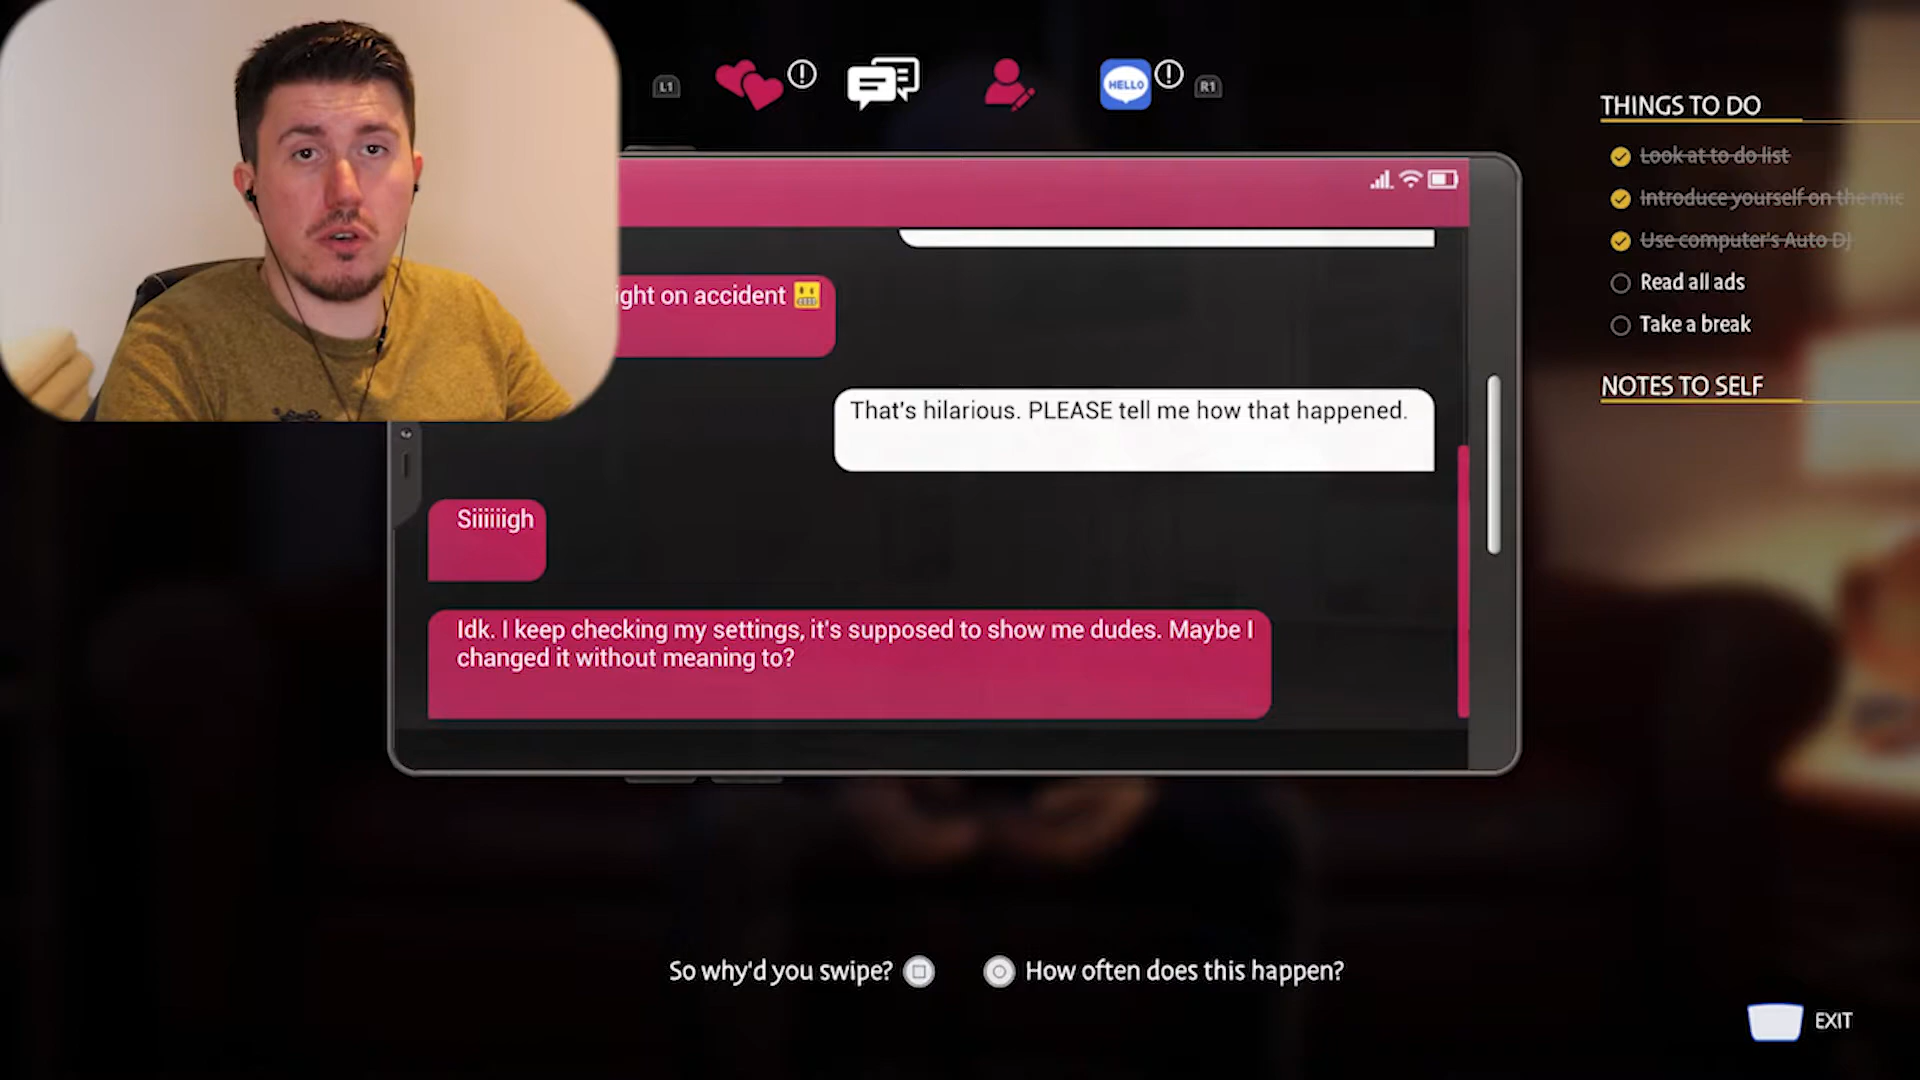 L1
HELLO
R1
THINGS TO DO
Look at to do list
Introduce yourself on the mic
Use computer's Auto DJ
Read all ads
Take a break
NOTES TO SELF
ight on accident
That's hilarious. PLEASE tell me how that happened.
Siiiiiigh
Idk. I keep checking my settings, it's supposed to show me dudes. Maybe I
changed it without meaning to?
So why'd you swipe?
How often does this happen?
EXIT